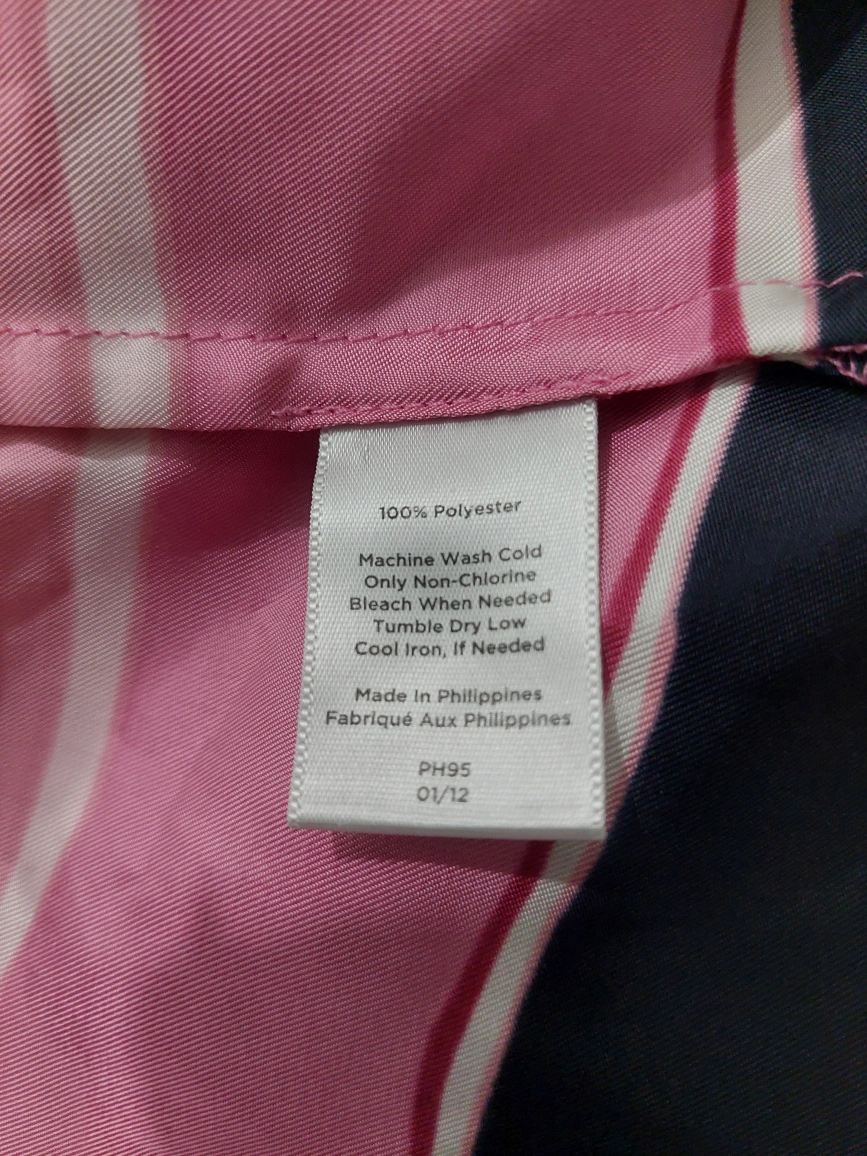 100% Polyester
Machine Wash Cold
Only Non-Chlorine
Bleach When Needed
Tumble Dry Low
Cool Iron, If Needed
Made In Philippines
Fabriqué Aux Philippines
PH95
01/12